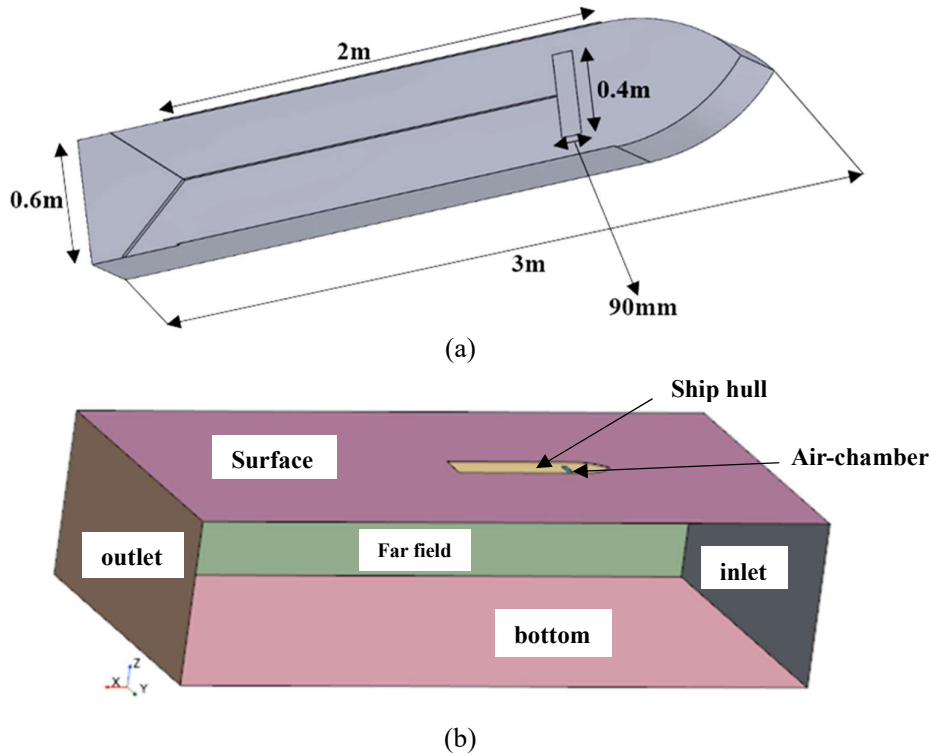 2m
0.4m
0.6m
3m
90mm
(a)
Ship hull
Surface
Air-chamber
outlet
Far field
inlet
bottom
Z
X
Y
(b)